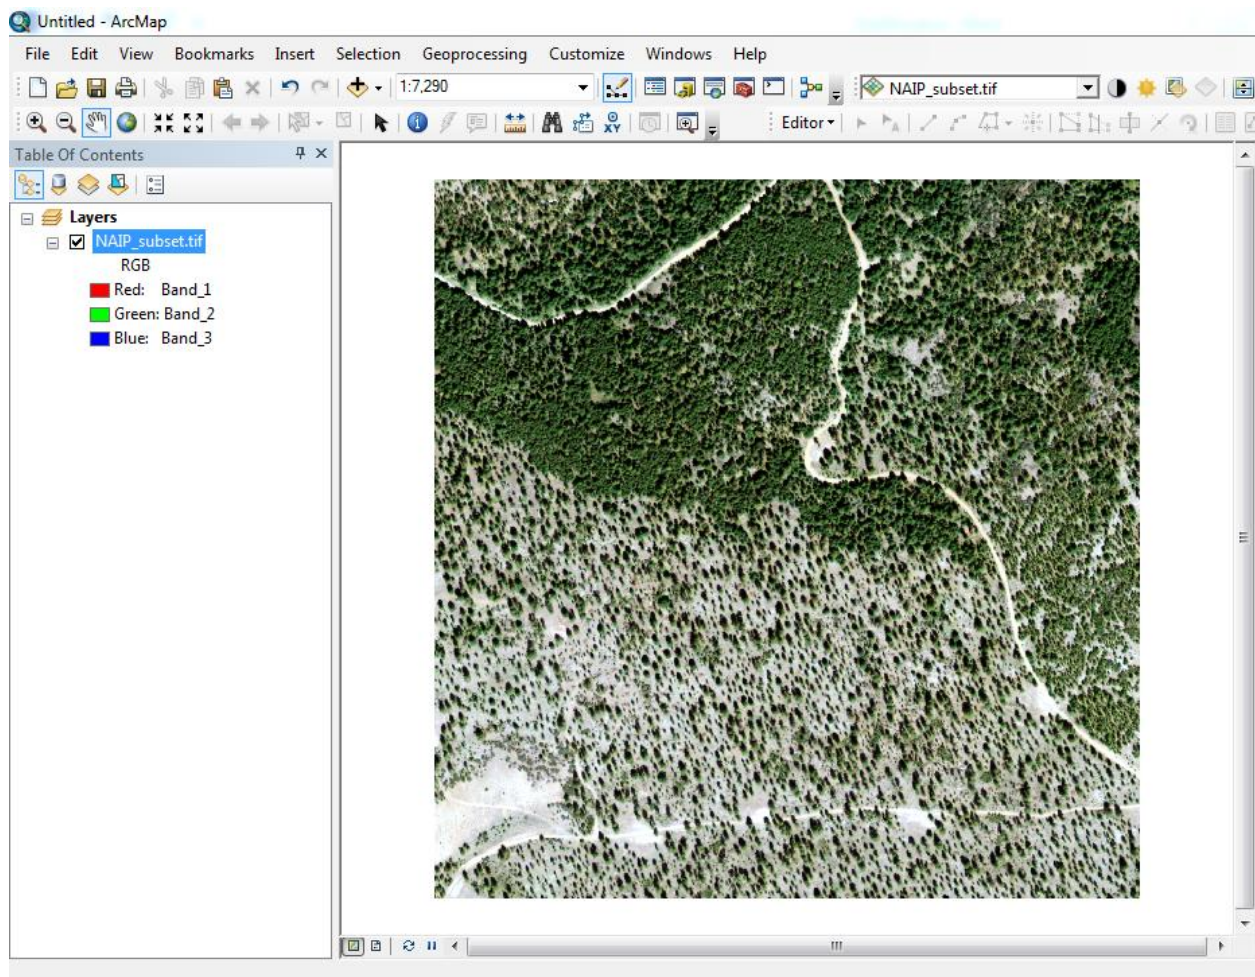 Untitled - ArcMap
File Edit View Bookmarks Insert Selection Geoprocessing Customize Windows Help
1:7,290 NAIP_subset.tif
XY Editor
Table Of Contents
Layers
NAIP_subset.tif
RGB
Red: Band_1
Green: Band_2
Blue: Band_3